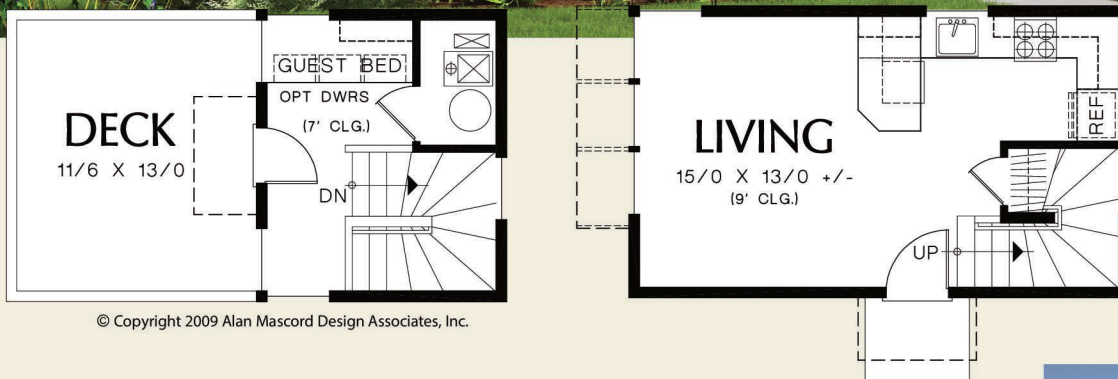 DECK
11/6 X 13/0
GUEST BED
OPT DWRS
(7' CLG.)
DN
© Copyright 2009 Alan Mascord Design Associates, Inc.
LIVING
15/0 X 13/0 +/-
(9' CLG.)
REF
UP